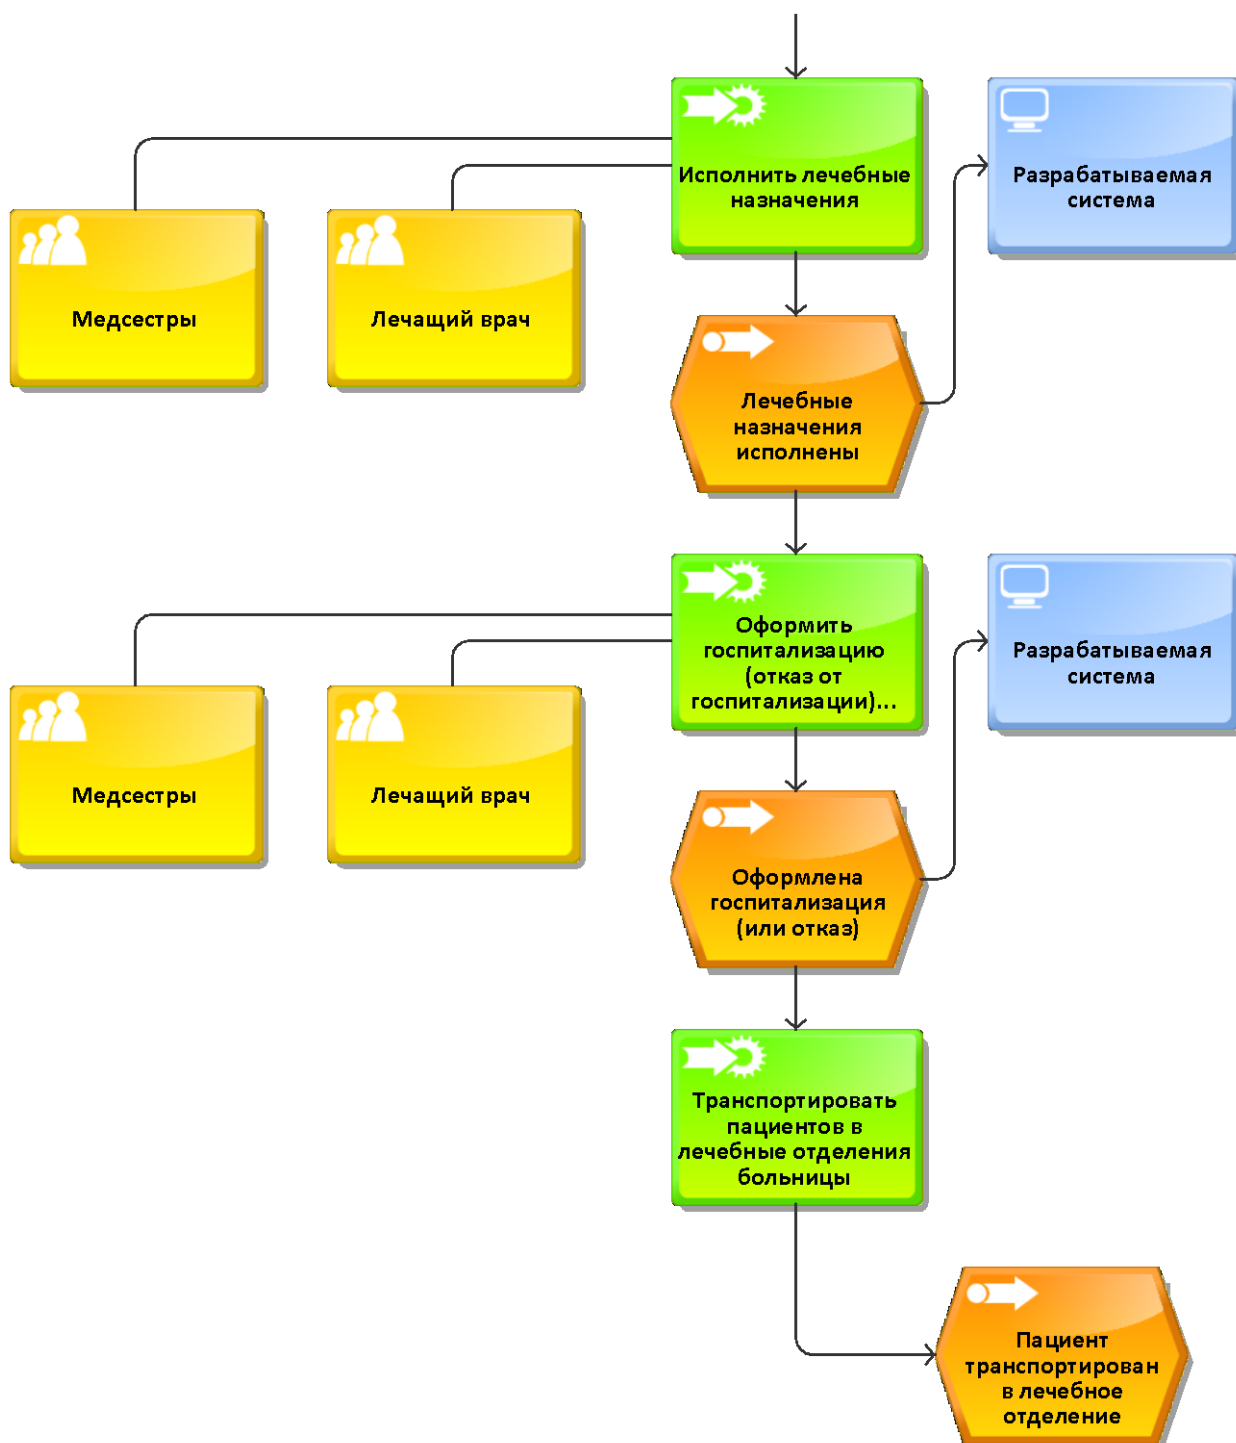 Исполнить лечебные
назначения
Разрабатываемая
система
Медсестры
Лечащий врач
Лечебные
назначения
исполнены
Оформить
госпитализацию
(отказ от
госпитализации)...
Разрабатываемая
система
Медсестры
Лечащий врач
Оформлена
госпитализация
(или отказ)
Транспортировать
пациентов в
лечебные отделения
больницы
Пациент
транспортирован
в лечебное
отделение